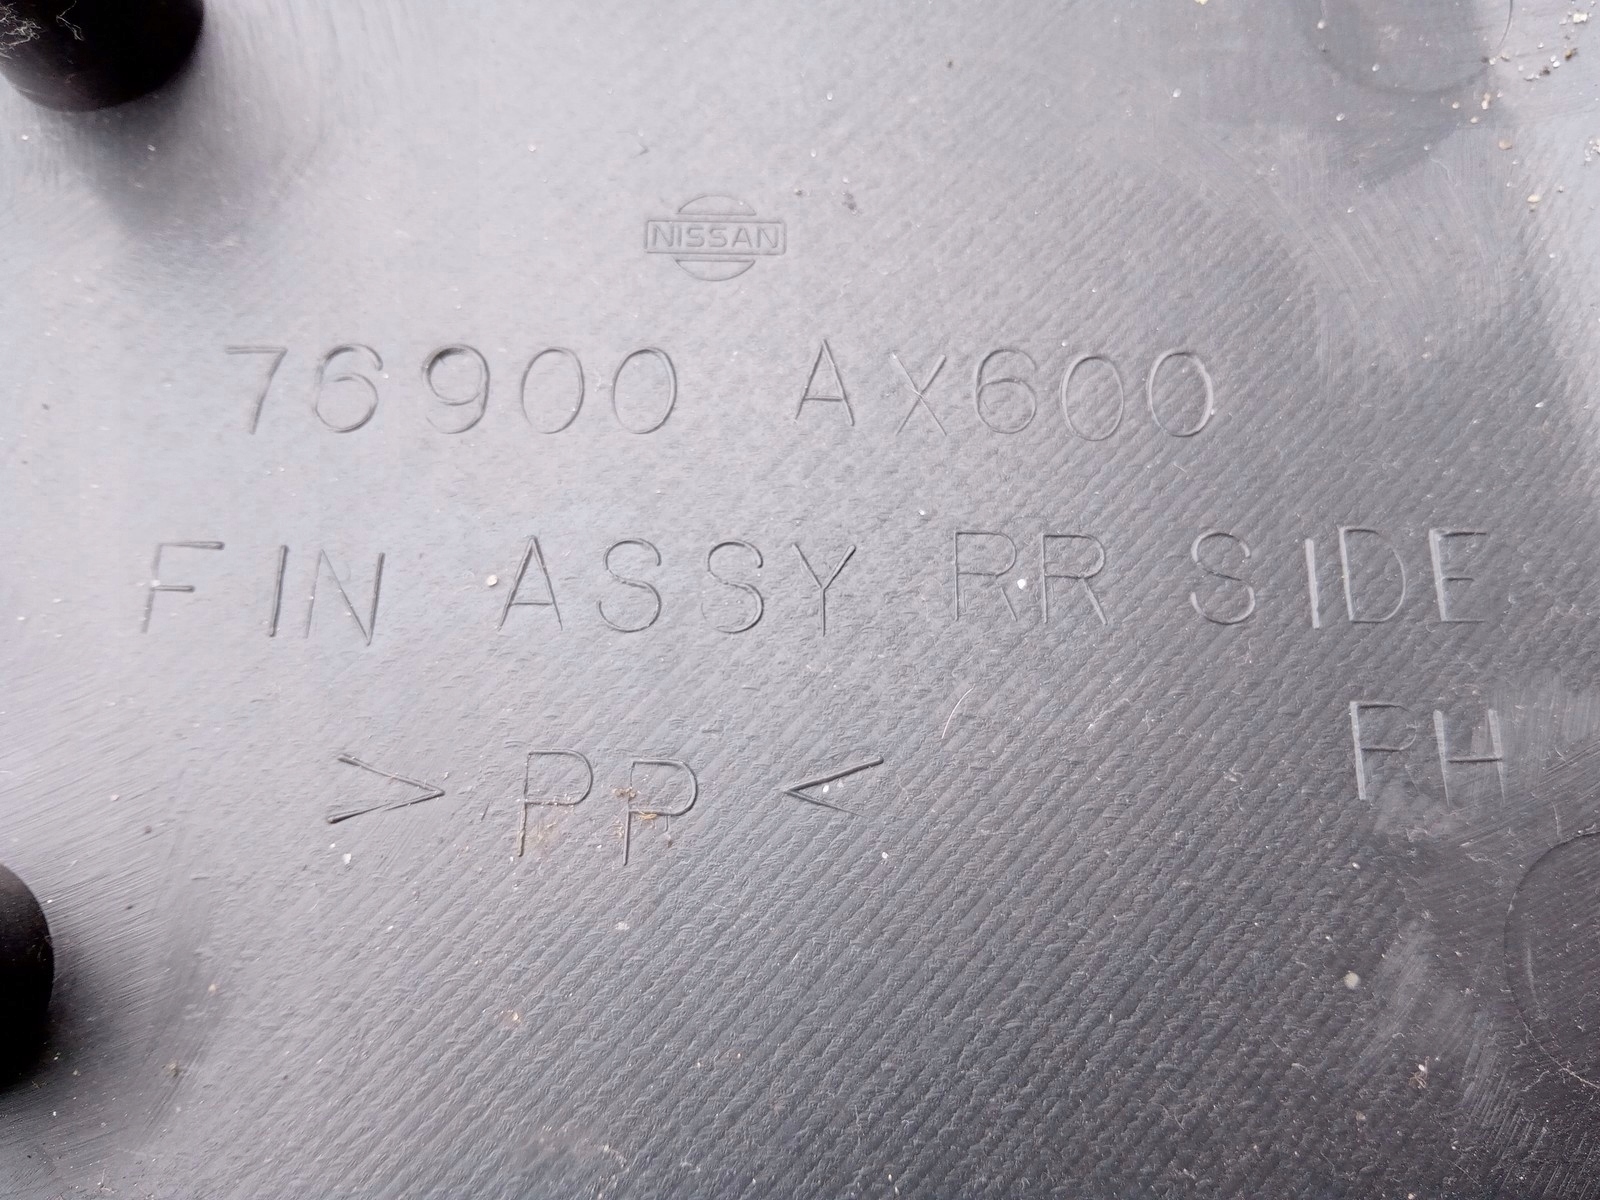 NISSAN
76900 AX600
FIN ASSY RR SIDE
RH
>PP<